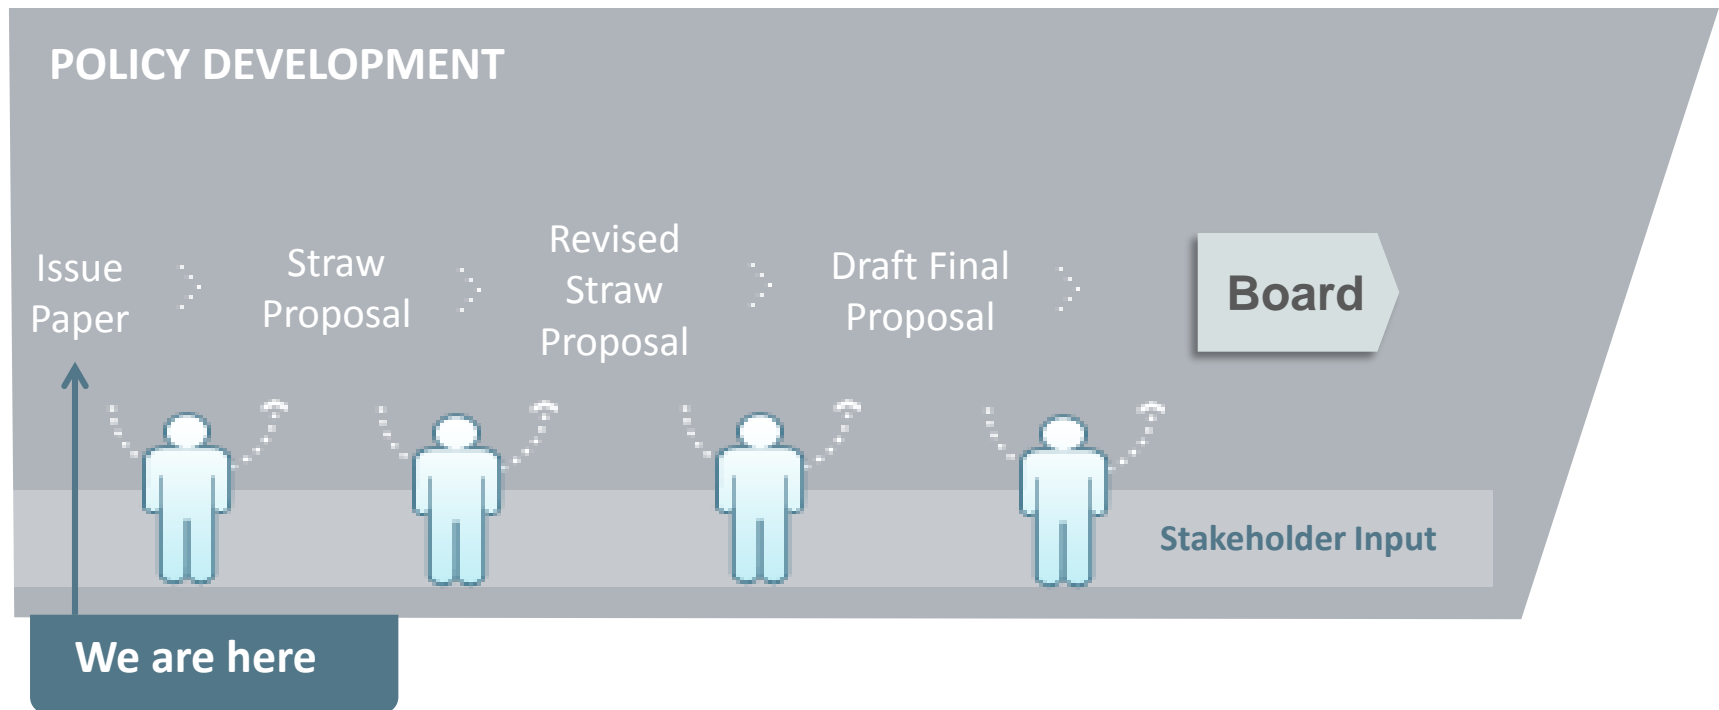 POLICY DEVELOPMENT
Issue
Paper
Straw
Proposal
Revised
Straw
Proposal
Draft Final
Proposal
Board
Stakeholder Input
We are here